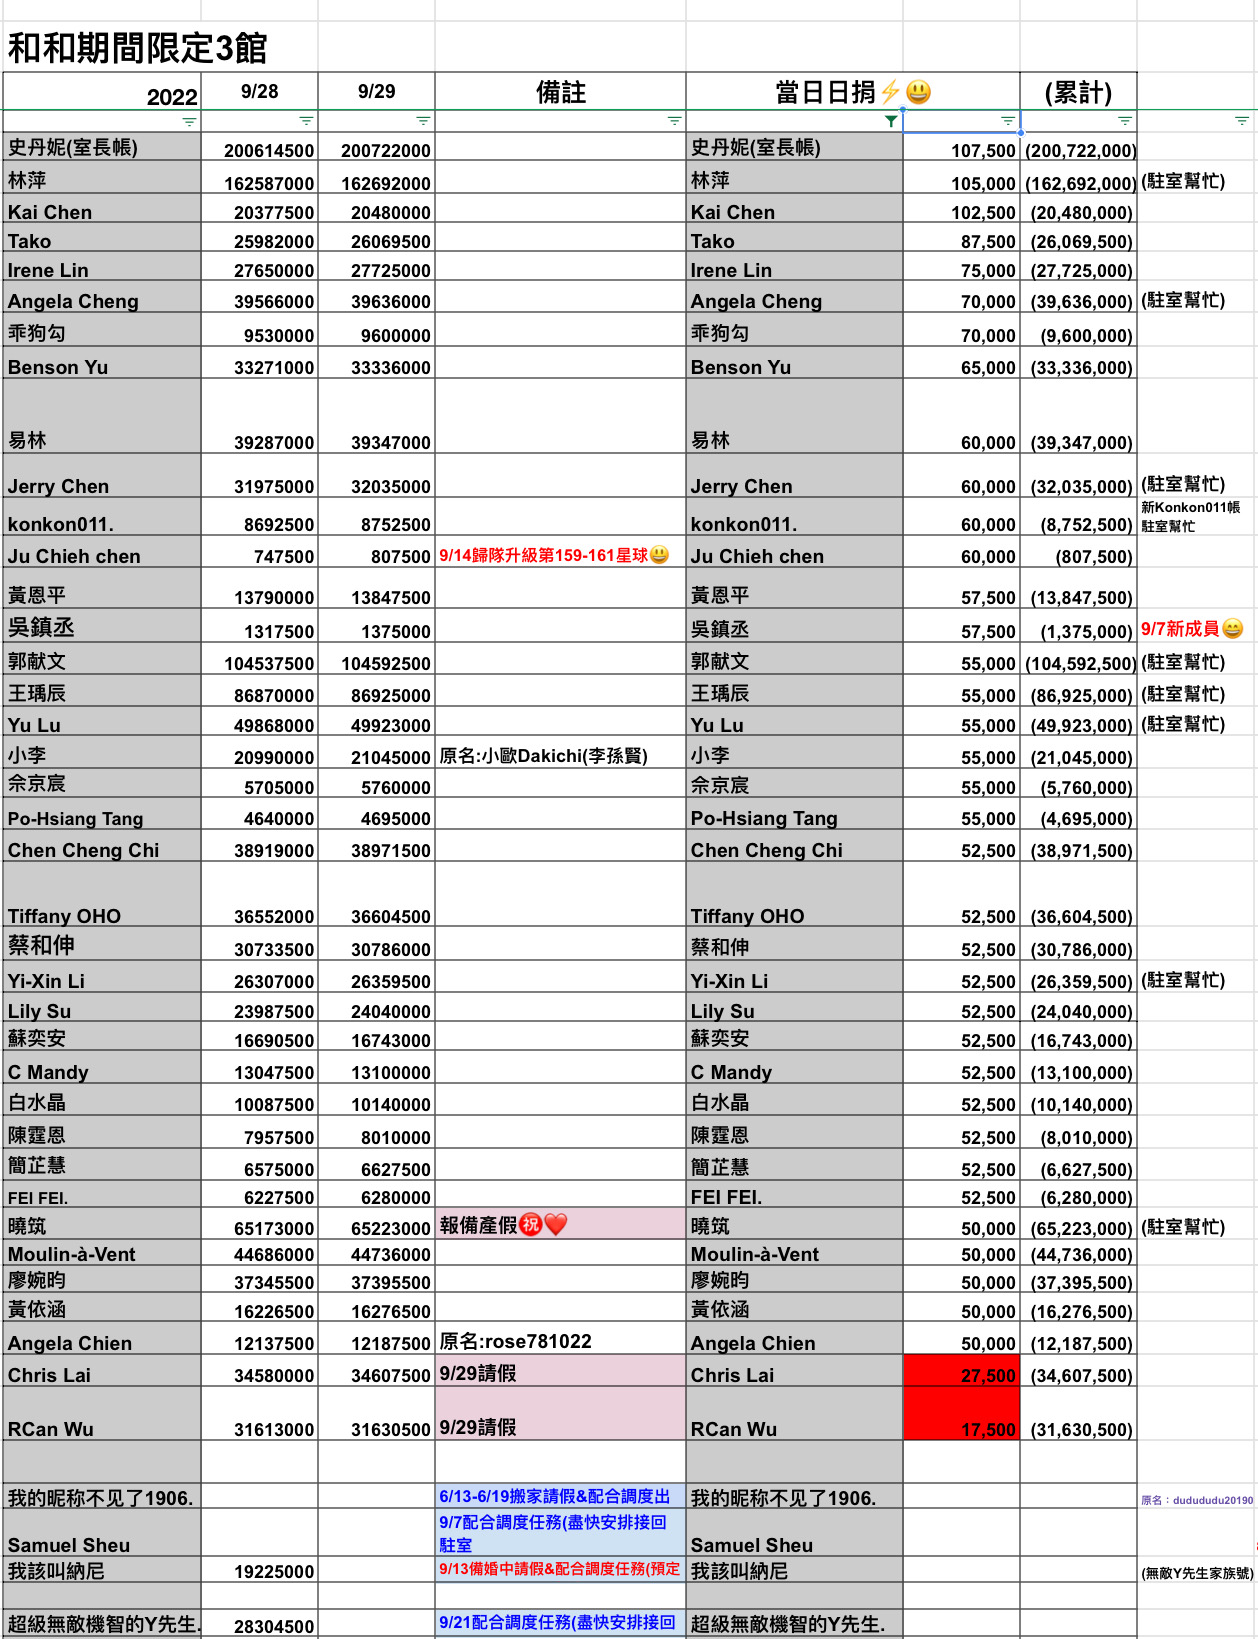 和和期間限定3館
2022 9/28 9/29 備註 當日日捐⚡😃 (累計)
史丹妮(室長帳) 200614500 200722000 史丹妮(室長帳) 107,500 (200,722,000)
林萍 162587000 162692000 林萍 105,000 (162,692,000) (駐室幫忙)
Kai Chen 20377500 20480000 Kai Chen 102,500 (20,480,000)
Tako 25982000 26069500 Tako 87,500 (26,069,500)
Irene Lin 27650000 27725000 Irene Lin 75,000 (27,725,000)
Angela Cheng 39566000 39636000 Angela Cheng 70,000 (39,636,000) (駐室幫忙)
乖狗勾 9530000 9600000 乖狗勾 70,000 (9,600,000)
Benson Yu 33271000 33336000 Benson Yu 65,000 (33,336,000)
易林 39287000 39347000 易林 60,000 (39,347,000)
Jerry Chen 31975000 32035000 Jerry Chen 60,000 (32,035,000) (駐室幫忙)
konkon011. 8692500 8752500 konkon011. 60,000 (8,752,500) 新Konkon011帳
駐室幫忙
Ju Chieh chen 747500 807500 9/14歸隊升級第159-161星球😃 Ju Chieh chen 60,000 (807,500)
黃恩平 13790000 13847500 黃恩平 57,500 (13,847,500)
吳鎮丞 1317500 1375000 吳鎮丞 57,500 (1,375,000) 9/7新成員😄
郭献文 104537500 104592500 郭献文 55,000 (104,592,500) (駐室幫忙)
王瑀辰 86870000 86925000 王瑀辰 55,000 (86,925,000) (駐室幫忙)
Yu Lu 49868000 49923000 Yu Lu 55,000 (49,923,000) (駐室幫忙)
小李 20990000 21045000 原名:小歐Dakichi(李孫賢) 小李 55,000 (21,045,000)
佘京宸 5705000 5760000 佘京宸 55,000 (5,760,000)
Po-Hsiang Tang 4640000 4695000 Po-Hsiang Tang 55,000 (4,695,000)
Chen Cheng Chi 38919000 38971500 Chen Cheng Chi 52,500 (38,971,500)
Tiffany OHO 36552000 36604500 Tiffany OHO 52,500 (36,604,500)
蔡和伸 30733500 30786000 蔡和伸 52,500 (30,786,000)
Yi-Xin Li 26307000 26359500 Yi-Xin Li 52,500 (26,359,500) (駐室幫忙)
Lily Su 23987500 24040000 Lily Su 52,500 (24,040,000)
蘇奕安 16690500 16743000 蘇奕安 52,500 (16,743,000)
C Mandy 13047500 13100000 C Mandy 52,500 (13,100,000)
白水晶 10087500 10140000 白水晶 52,500 (10,140,000)
陳霆恩 7957500 8010000 陳霆恩 52,500 (8,010,000)
簡芷慧 6575000 6627500 簡芷慧 52,500 (6,627,500)
FEI FEI. 6227500 6280000 FEI FEI. 52,500 (6,280,000)
曉筑 65173000 65223000 報備產假㊗️❤️ 曉筑 50,000 (65,223,000) (駐室幫忙)
Moulin-à-Vent 44686000 44736000 Moulin-à-Vent 50,000 (44,736,000)
廖婉昀 37345500 37395500 廖婉昀 50,000 (37,395,500)
黃依涵 16226500 16276500 黃依涵 50,000 (16,276,500)
Angela Chien 12137500 12187500 原名:rose781022 Angela Chien 50,000 (12,187,500)
Chris Lai 34580000 34607500 9/29請假 Chris Lai 27,500 (34,607,500)
RCan Wu 31613000 31630500 9/29請假 RCan Wu 17,500 (31,630,500)
我的昵称不见了1906. 6/13-6/19搬家請假&配合調度出 我的昵称不见了1906. 原名：dudududu20190
Samuel Sheu 9/7配合調度任務(盡快安排接回
駐室 Samuel Sheu
我該叫納尼 19225000 9/13備婚中請假&配合調度任務(預定 我該叫納尼 (無敵Y先生家族號)
超級無敵機智的Y先生. 28304500 9/21配合調度任務(盡快安排接回 超級無敵機智的Y先生.